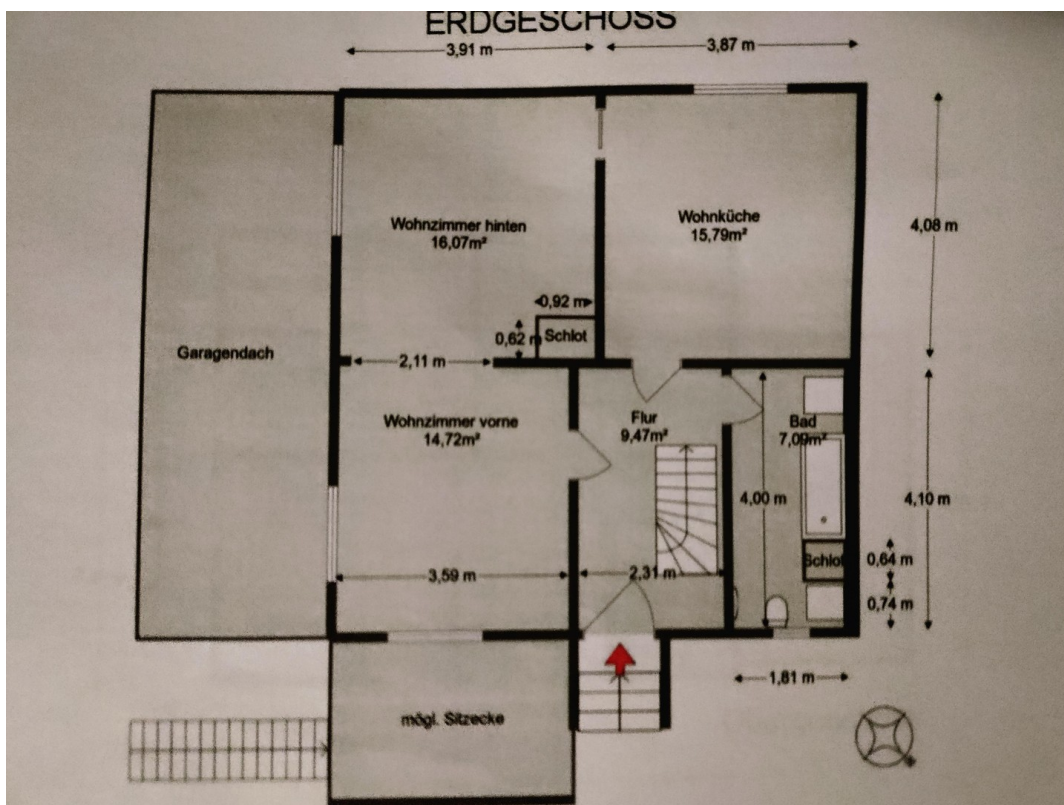 ERDGESCHOSS
3,91 m
3,87 m
Wohnzimmer hinten
16,07m²
Wohnküche
15,79m²
4,08 m
0,92 m
0,62 m
Schlot
Garagendach
2,11 m
Wohnzimmer vorne
14,72m²
Flur
9,47m²
Bad
7,09m²
4,00 m
4,10 m
Schlot
0,64 m
3,59 m
2,31 m
0,74 m
1,81 m
mögl. Sitzecke